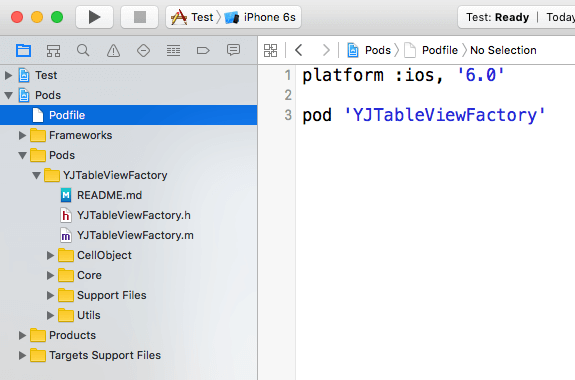 Test iPhone 6s
Test: Ready Today
Pods Podfile No Selection
Test
Pods
Podfile
Frameworks
Pods
YJTableViewFactory
README.md
YJTableViewFactory.h
YJTableViewFactory.m
CellObject
Core
Support Files
Utils
Products
Targets Support Files
1 platform :ios, '6.0'
2
3 pod 'YJTableViewFactory'